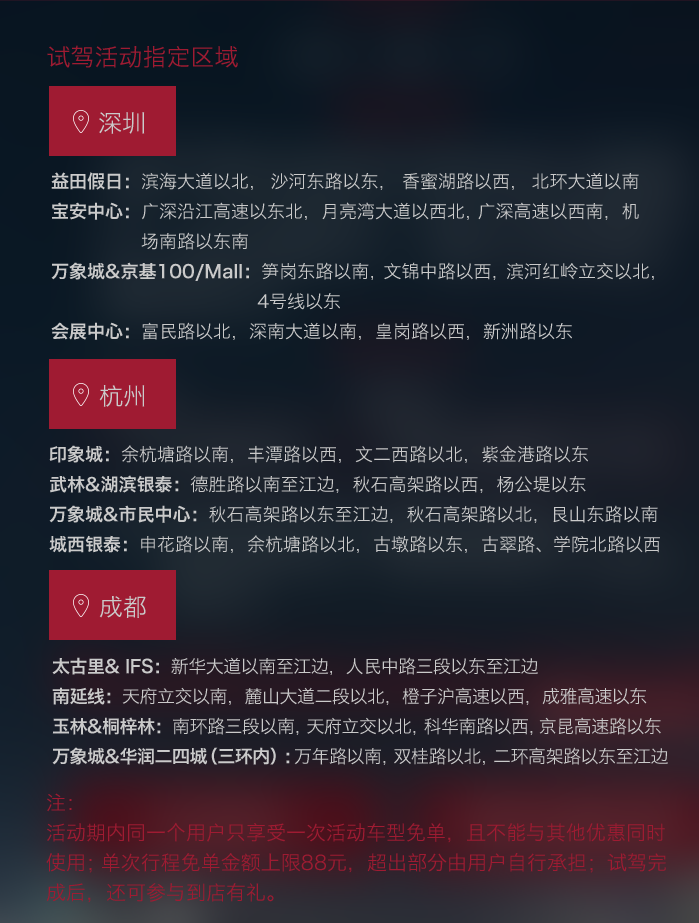 试驾活动指定区域
深圳
益田假日：滨海大道以北， 沙河东路以东， 香蜜湖路以西， 北环大道以南
宝安中心：广深沿江高速以东北，月亮湾大道以西北, 广深高速以西南，机
场南路以东南
万象城&京基100/Mall：笋岗东路以南, 文锦中路以西, 滨河红岭立交以北,
4号线以东
会展中心：富民路以北，深南大道以南，皇岗路以西，新洲路以东
杭州
印象城：余杭塘路以南，丰潭路以西，文二西路以北，紫金港路以东
武林&湖滨银泰：德胜路以南至江边，秋石高架路以西，杨公堤以东
万象城&市民中心：秋石高架路以东至江边，秋石高架路以北，艮山东路以南
城西银泰：申花路以南，余杭塘路以北，古墩路以东，古翠路、学院北路以西
成都
太古里& IFS：新华大道以南至江边，人民中路三段以东至江边
南延线：天府立交以南，麓山大道二段以北，橙子沪高速以西，成雅高速以东
玉林&桐梓林：南环路三段以南, 天府立交以北, 科华南路以西, 京昆高速路以东
万象城&华润二四城（三环内）: 万年路以南, 双桂路以北, 二环高架路以东至江边
注：
活动期内同一个用户只享受一次活动车型免单，且不能与其他优惠同时
使用; 单次行程免单金额上限88元，超出部分由用户自行承担；试驾完
成后，还可参与到店有礼。